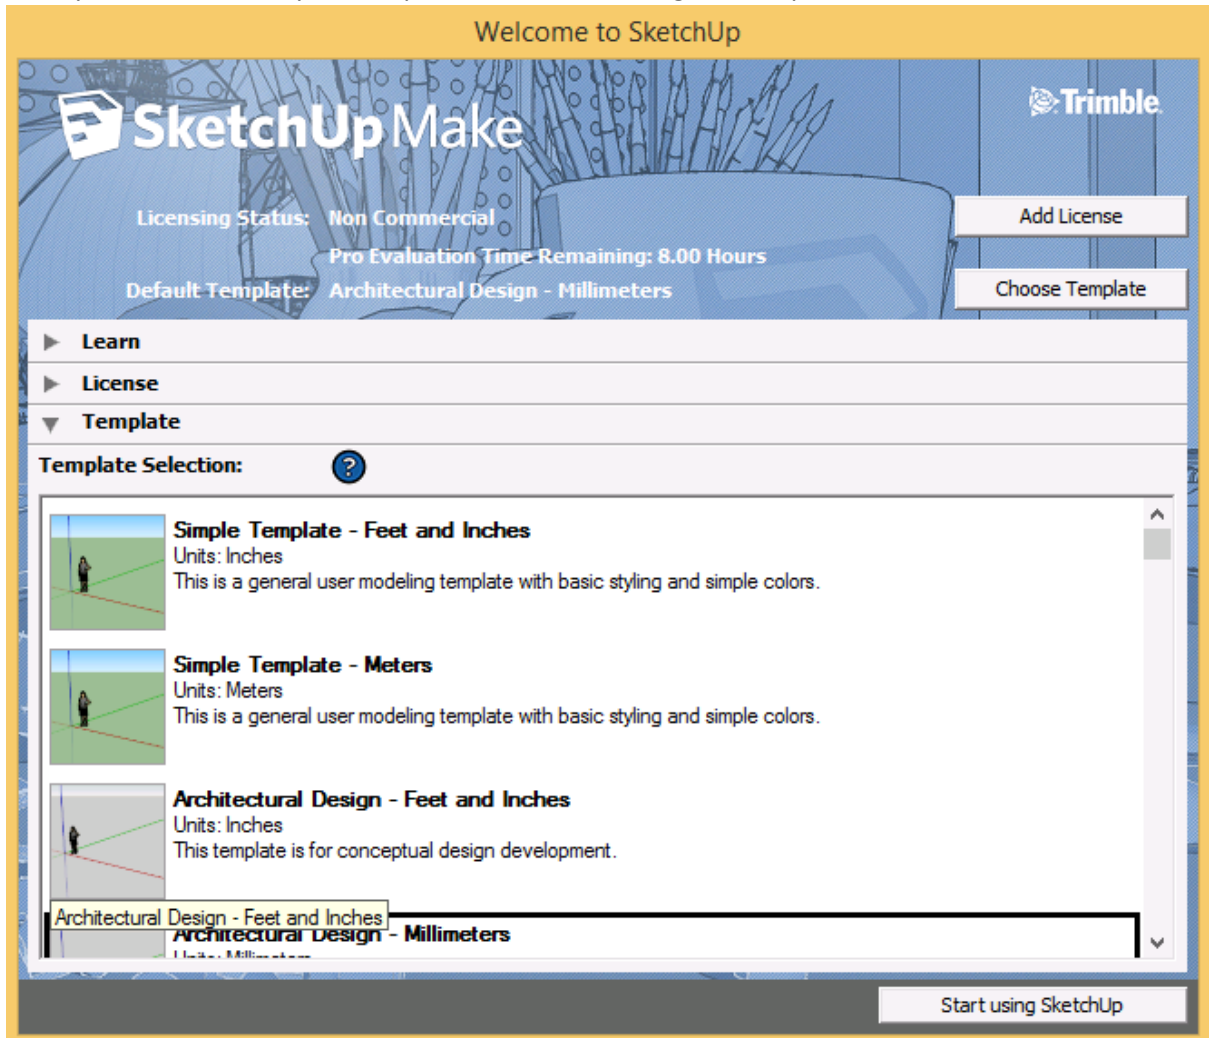 Welcome to SketchUp
SketchUp Make
Trimble.
Licensing Status: Non Commercial
Add License
Pro Evaluation Time Remaining: 8.00 Hours
Default Template: Architectural Design - Millimeters
Choose Template
Learn
License
Template
Template Selection: ?
Simple Template - Feet and Inches
Units: Inches
This is a general user modeling template with basic styling and simple colors.
Simple Template - Meters
Units: Meters
This is a general user modeling template with basic styling and simple colors.
Architectural Design - Feet and Inches
Units: Inches
This template is for conceptual design development.
Architectural Design - Feet and Inches
Architectural Design - Millimeters
Units: Millimeters
Start using SketchUp